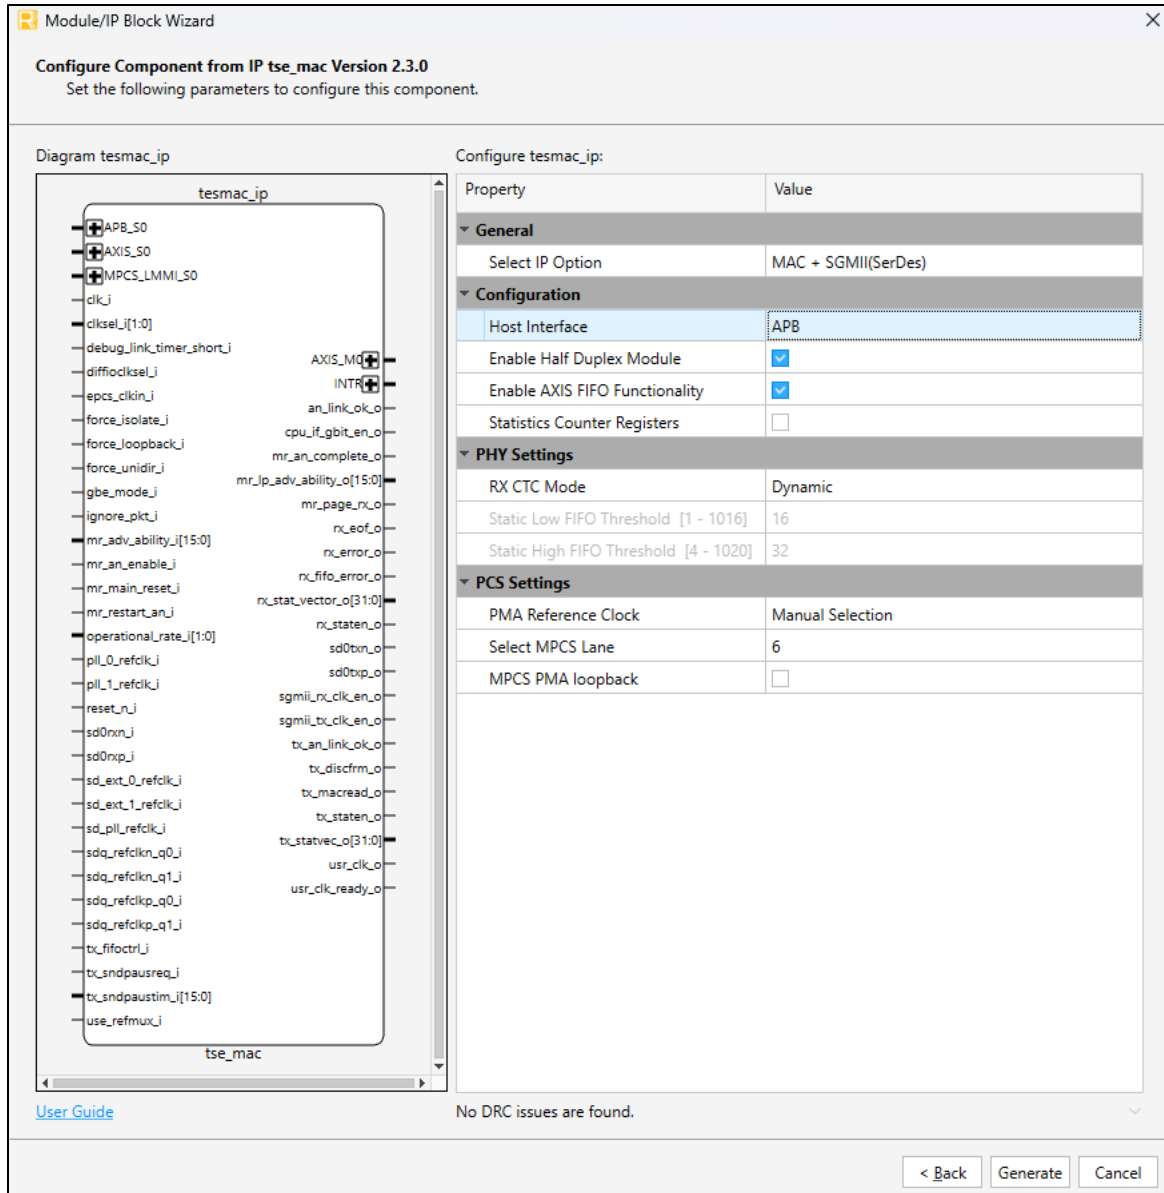 Module/IP Block Wizard
Configure Component from IP tse_mac Version 2.3.0
Set the following parameters to configure this component.
Diagram tesmac_ip
tesmac_ip
APB_S0
AXIS_S0
MPCS_LMMI_S0
clk_i
clksel_i[1:0]
debug_link_timer_short_i
diffioclksel_i
epcs_clkin_i
force_isolate_i
force_loopback_i
force_unidir_i
gbe_mode_i
ignore_pkt_i
mr_adv_ability_i[15:0]
mr_an_enable_i
mr_main_reset_i
mr_restart_an_i
operational_rate_i[1:0]
pll_0_refclk_i
pll_1_refclk_i
reset_n_i
sd0rxn_i
sd0rxp_i
sd_ext_0_refclk_i
sd_ext_1_refclk_i
sd_pll_refclk_i
sdq_refclkn_q0_i
sdq_refclkn_q1_i
sdq_refclkp_q0_i
sdq_refclkp_q1_i
tx_fifoctrl_i
tx_sndpausreq_i
tx_sndpaustim_i[15:0]
use_refmux_i
AXIS_M0
INTR
an_link_ok_o
cpu_if_gbit_en_o
mr_an_complete_o
mr_lp_adv_ability_o[15:0]
mr_page_rx_o
rx_eof_o
rx_error_o
rx_fifo_error_o
rx_stat_vector_o[31:0]
rx_staten_o
sd0txn_o
sd0txp_o
sgmii_rx_clk_en_o
sgmii_tx_clk_en_o
tx_an_link_ok_o
tx_discfrm_o
tx_macread_o
tx_staten_o
tx_statvec_o[31:0]
usr_clk_o
usr_clk_ready_o
tse_mac
User Guide
Configure tesmac_ip:
Property Value
General
Select IP Option MAC + SGMII(SerDes)
Configuration
Host Interface APB
Enable Half Duplex Module
Enable AXIS FIFO Functionality
Statistics Counter Registers
PHY Settings
RX CTC Mode Dynamic
Static Low FIFO Threshold [1 - 1016] 16
Static High FIFO Threshold [4 - 1020] 32
PCS Settings
PMA Reference Clock Manual Selection
Select MPCS Lane 6
MPCS PMA loopback
No DRC issues are found.
< Back Generate Cancel